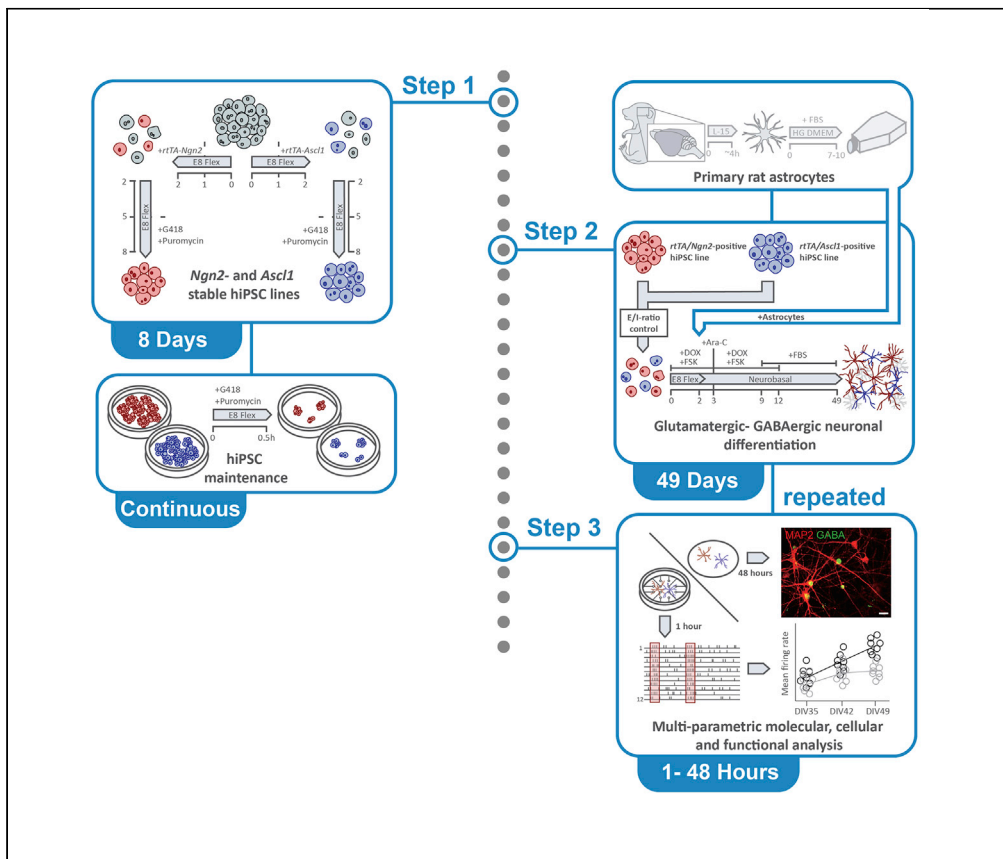 Step 1
+rtTA-Ngn2
+rtTA-Ascl1
E8 Flex
E8 Flex
2 1 0
0 1 2
2
5
8
E8 Flex
+G418
+Puromycin
2
5
8
E8 Flex
+G418
+Puromycin
Ngn2- and Ascl1
stable hiPSC lines
8 Days
+G418
+Puromycin
E8 Flex
0 0.5h
hiPSC
maintenance
Continuous
L-15
0 ~4h
+ FBS
HG DMEM
0 7-10
Primary rat astrocytes
Step 2
rtTA/Ngn2-positive
hiPSC line
rtTA/Ascl1-positive
hiPSC line
E/I-ratio
control
+Astrocytes
+Ara-C
+DOX
+FSK
+DOX
+FSK
+FBS
E8 Flex
Neurobasal
0 2 3 9 12 49
Glutamatergic- GABAergic neuronal
differentiation
49 Days
repeated
Step 3
48 hours
MAP2 GABA
1 hour
1
12
Mean firing rate
DIV35 DIV42 DIV49
Multi-parametric molecular, cellular
and functional analysis
1- 48 Hours